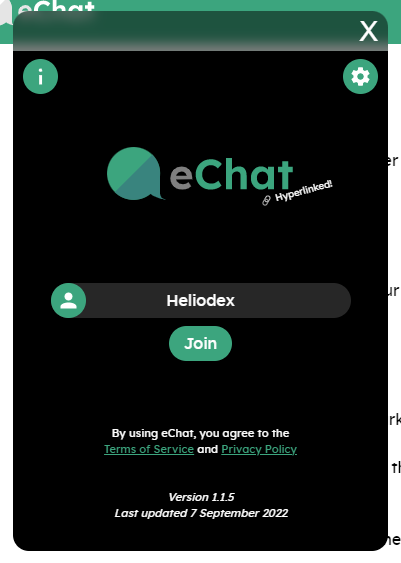 eChat
X
i
eChat
Hyperlinked!
er
ur
Heliodex
Join
rk
By using eChat, you agree to the
Terms of Service and Privacy Policy
th
Version 1.1.5
Last updated 7 September 2022
ne